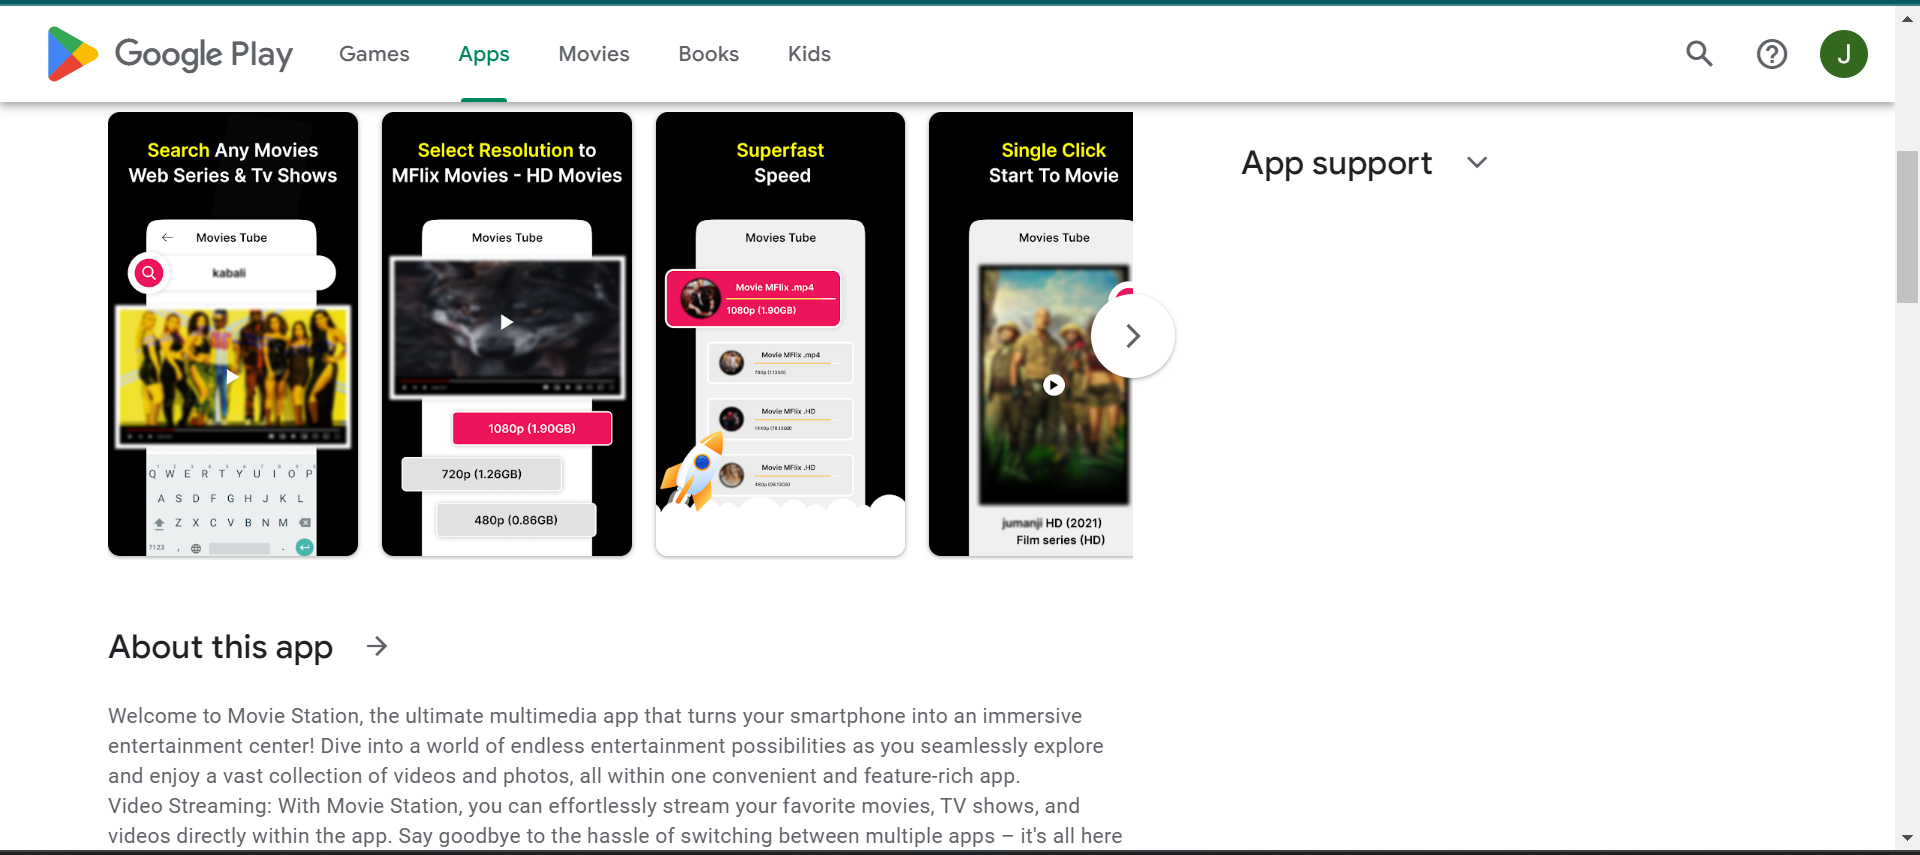 Google Play
Games
Apps
Movies
Books
Kids
J
Search Any Movies
Web Series & Tv Shows
Movies Tube
kabali
Q W E R T Y U I O P
A S D F G H J K L
Z X C V B N M
?123 , .
Select Resolution to
MFlix Movies - HD Movies
Movies Tube
1080p (1.90GB)
720p (1.26GB)
480p (0.86GB)
Superfast
Speed
Movies Tube
Movie MFlix .mp4
1080p (1.90GB)
Movie MFlix .mp4
Movie MFlix .HD
Movie MFlix .HD
Single Click
Start To Movie
Movies Tube
jumanji HD (2021)
Film series (HD)
App support
About this app
Welcome to Movie Station, the ultimate multimedia app that turns your smartphone into an immersive
entertainment center! Dive into a world of endless entertainment possibilities as you seamlessly explore
and enjoy a vast collection of videos and photos, all within one convenient and feature-rich app.
Video Streaming: With Movie Station, you can effortlessly stream your favorite movies, TV shows, and
videos directly within the app. Say goodbye to the hassle of switching between multiple apps – it's all here